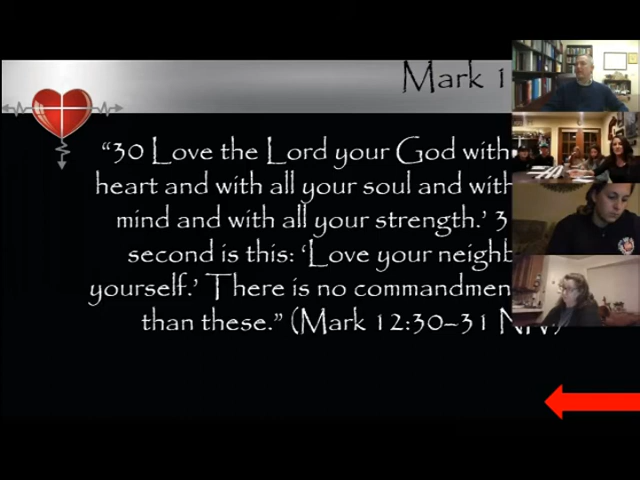 Mark 1
“30 Love the Lord your God with
heart and with all your soul and with
mind and with all your strength.’ 3
second is this: ‘Love your neighb
yourself.’ There is no commandmen
than these.” (Mark 12:30–31 NIV)